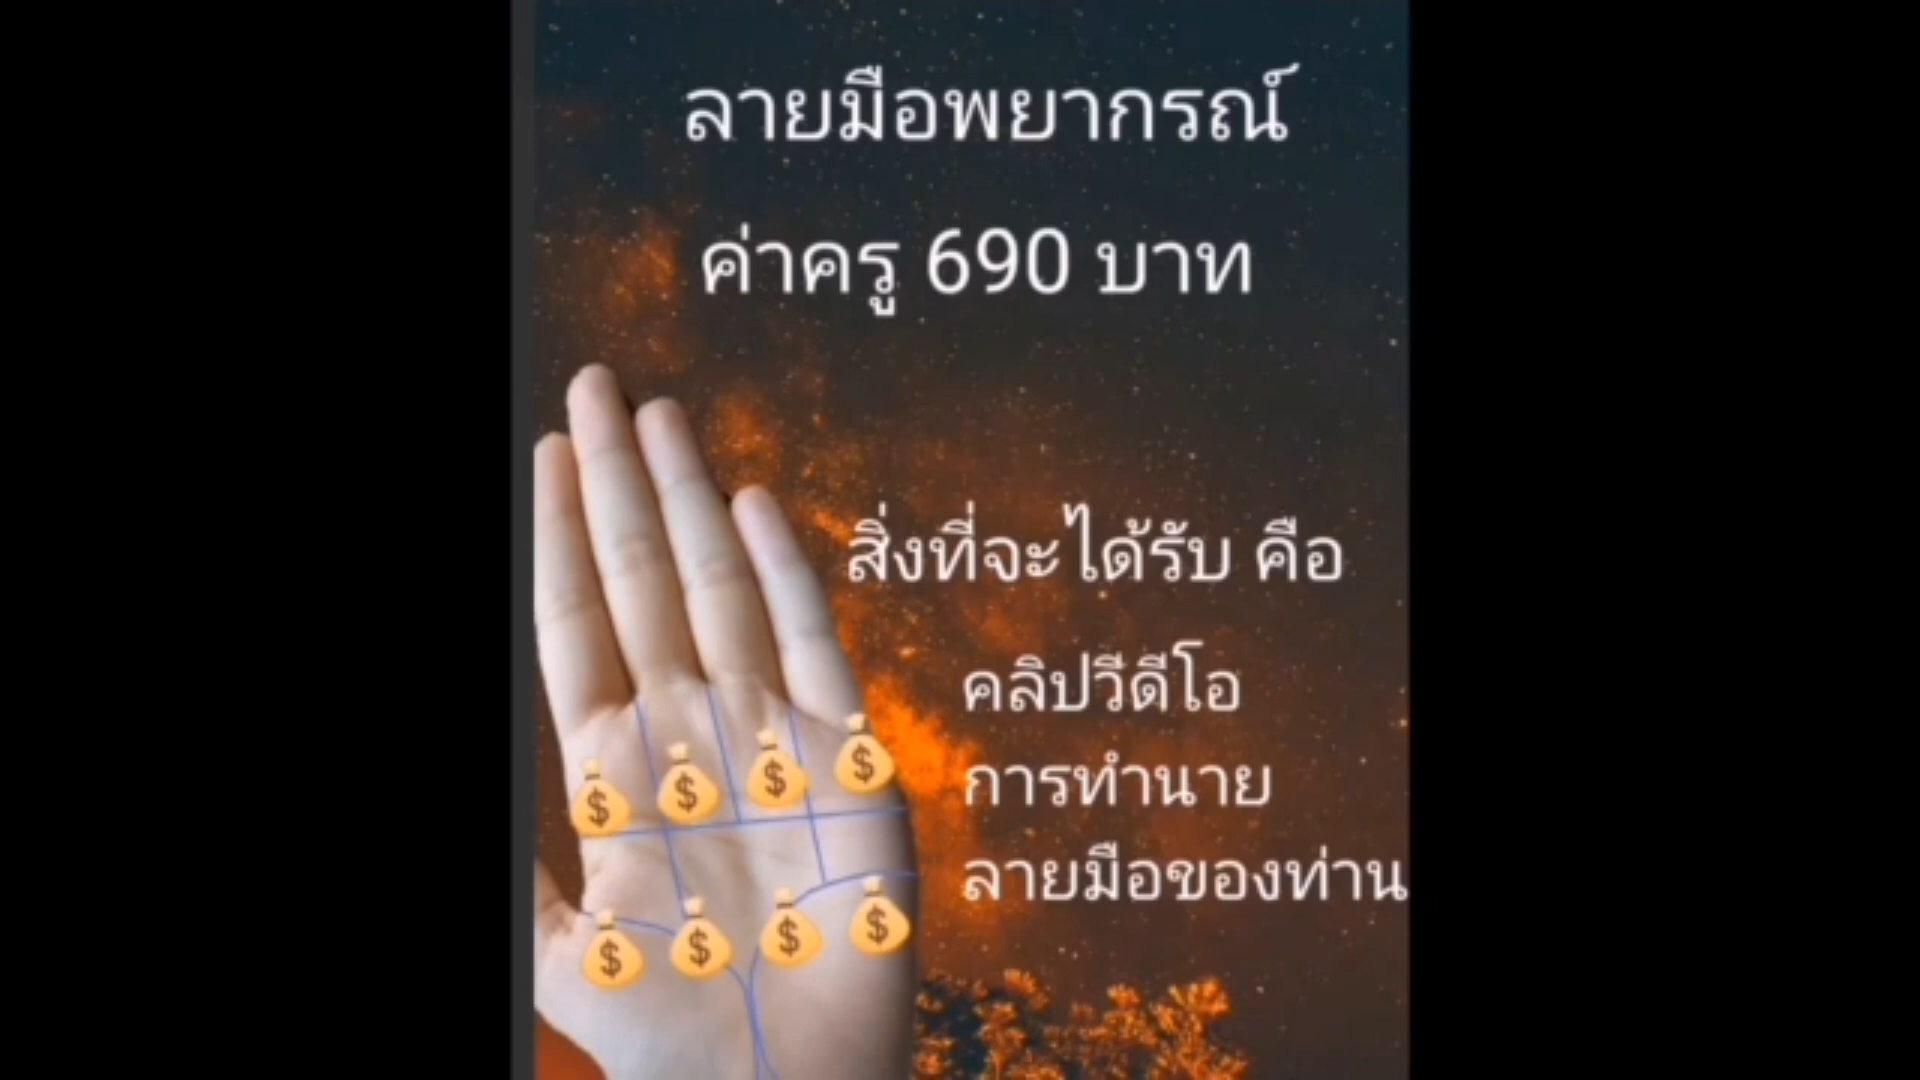 ลายมือพยากรณ์
ค่าครู 690 บาท
สิ่งที่จะได้รับ คือ
คลิปวีดีโอ
การทำนาย
ลายมือของท่าน